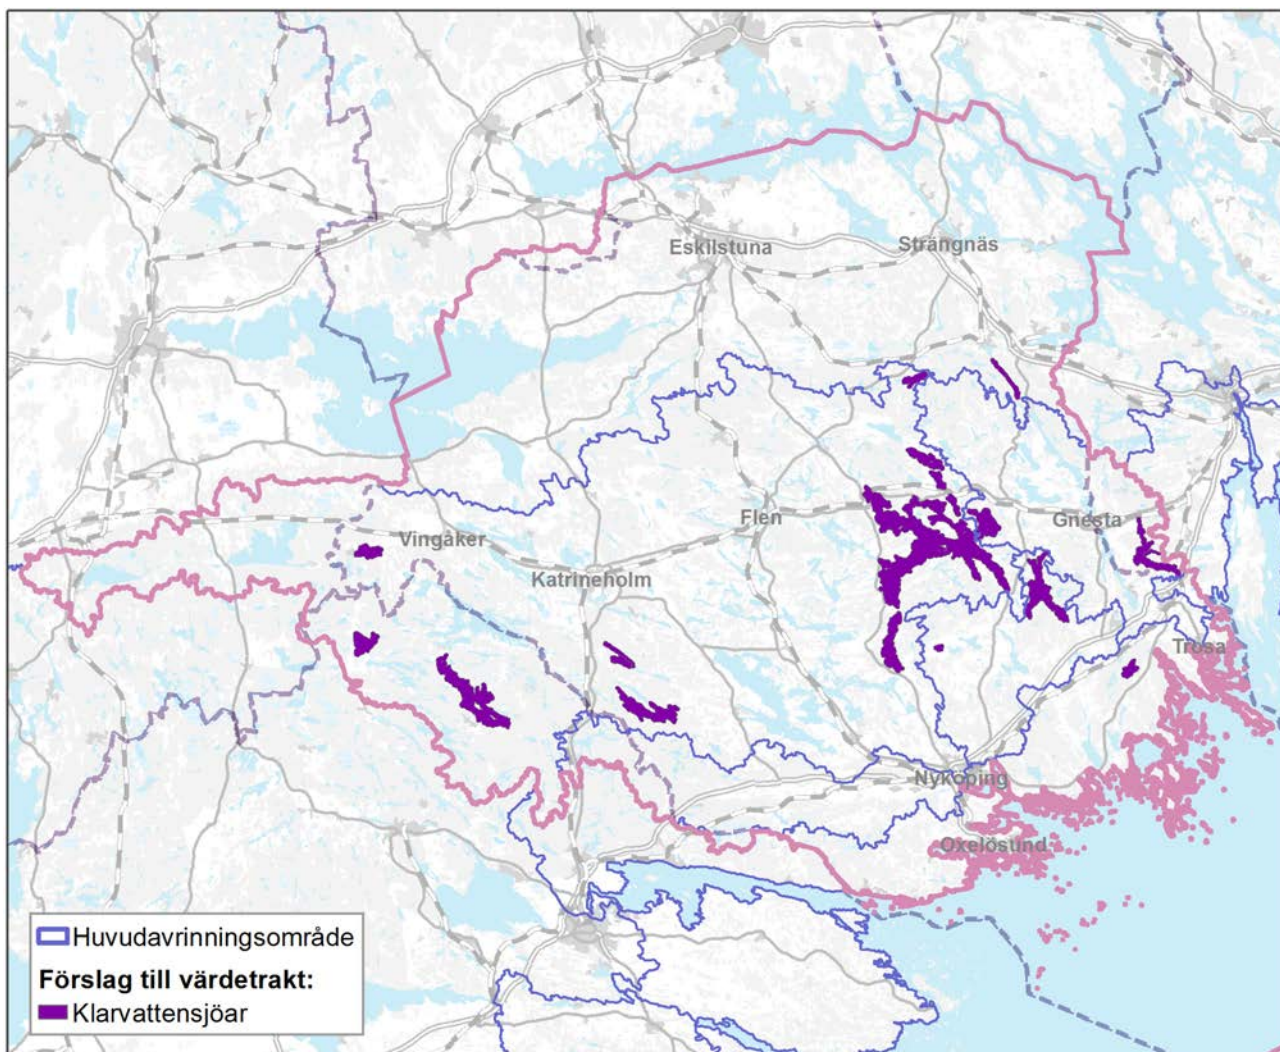 Eskilstuna
Strängnäs
Flen
Gnesta
Vingåker
Katrineholm
Trosa
Nyköping
Oxelösund
Huvudavrinningsområde
Förslag till värdetrakt:
Klarvattensjöar